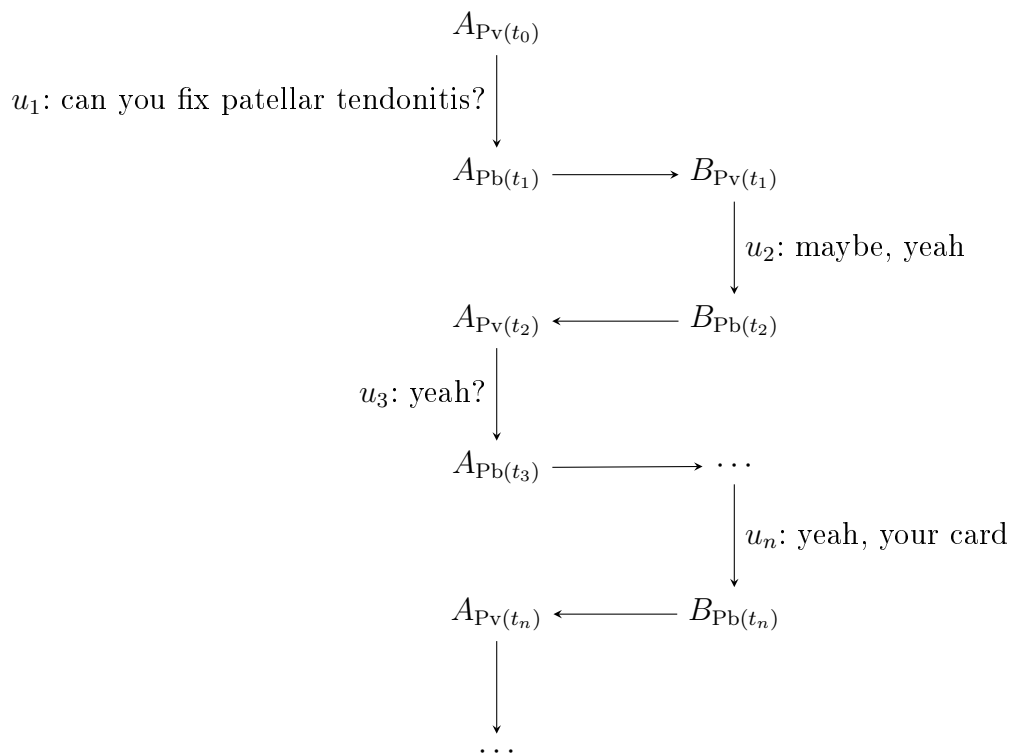 A_Pv(t_0)
u_1: can you fix patellar tendonitis?
A_Pb(t_1) B_Pv(t_1)
u_2: maybe, yeah
A_Pv(t_2) B_Pb(t_2)
u_3: yeah?
A_Pb(t_3) ...
u_n: yeah, your card
A_Pv(t_n) B_Pb(t_n)
...